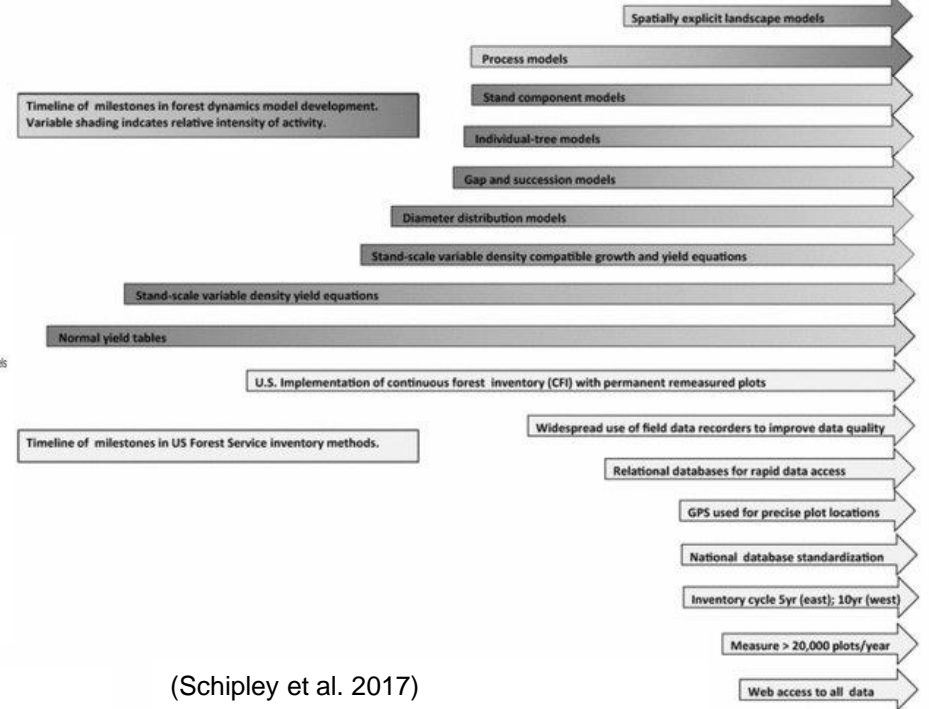 Spatially explicit landscape models
Process models
Timeline of milestones in forest dynamics model development.
Variable shading indcates relative intensity of activity.
Stand component models
Individual-tree models
Gap and succession models
Diameter distribution models
Stand-scale variable density compatible growth and yield equations
Stand-scale variable density yield equations
Normal yield tables
U.S. Implementation of continuous forest inventory (CFI) with permanent remeasured plots
Widespread use of field data recorders to improve data quality
Timeline of milestones in US Forest Service inventory methods.
Relational databases for rapid data access
GPS used for precise plot locations
National database standardization
Inventory cycle 5yr (east); 10yr (west)
Measure > 20,000 plots/year
Web access to all data
(Schipley et al. 2017)